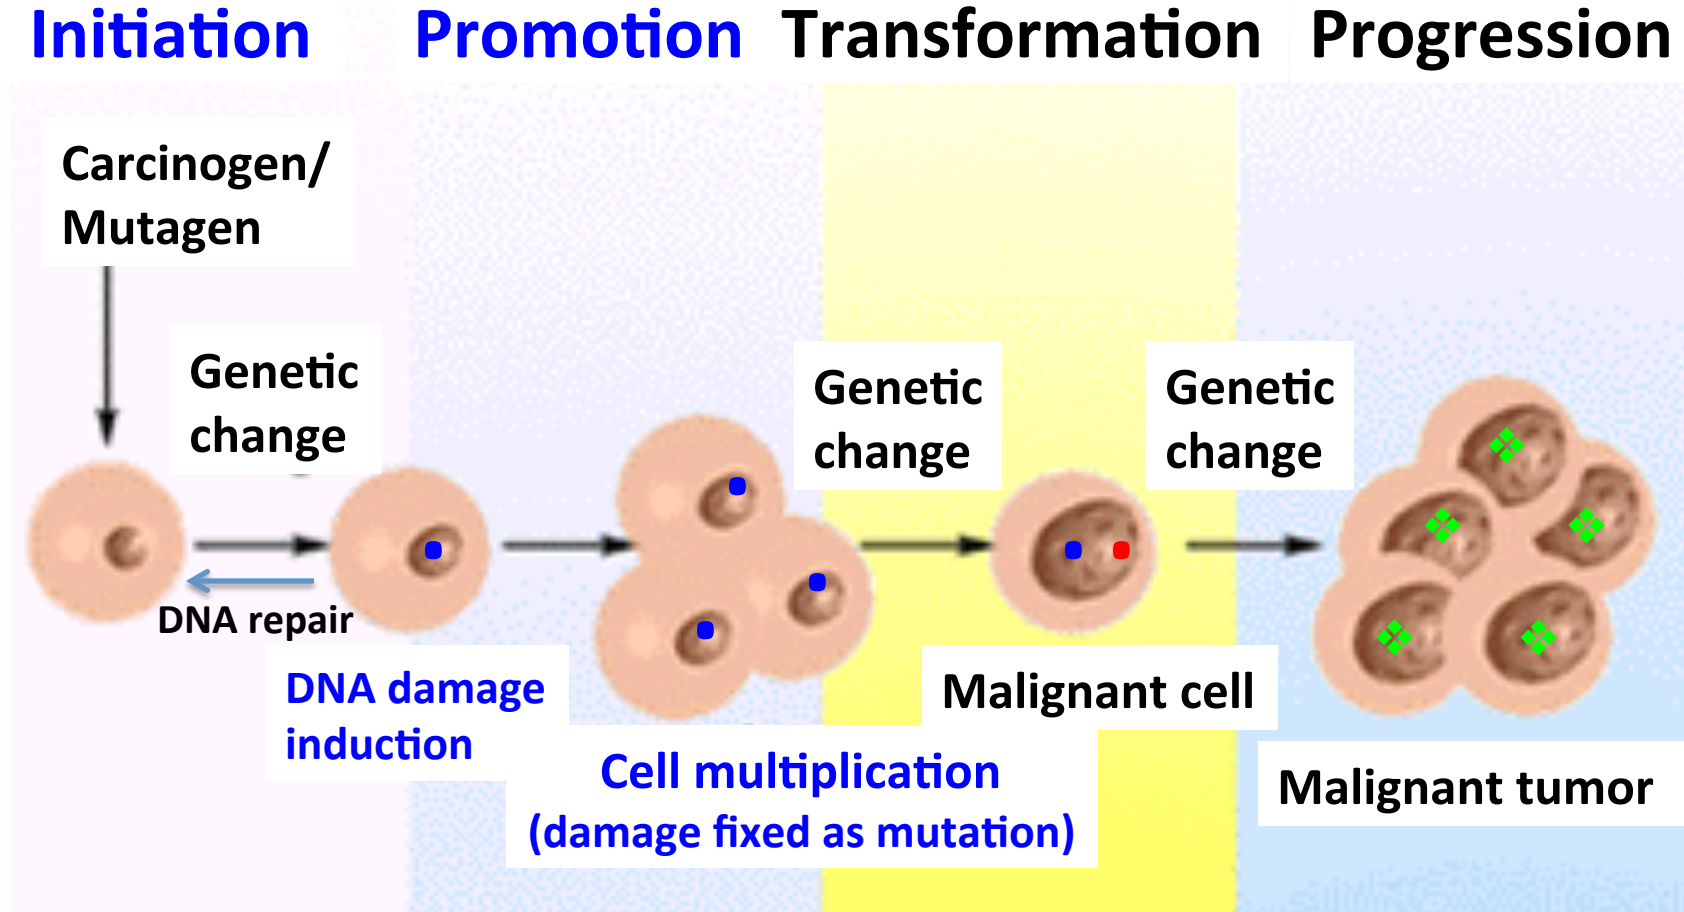 Initiation Promotion Transformation Progression
Carcinogen/
Mutagen
Genetic
change
DNA repair
DNA damage
induction
Cell multiplication
(damage fixed as mutation)
Genetic
change
Malignant cell
Genetic
change
Malignant tumor